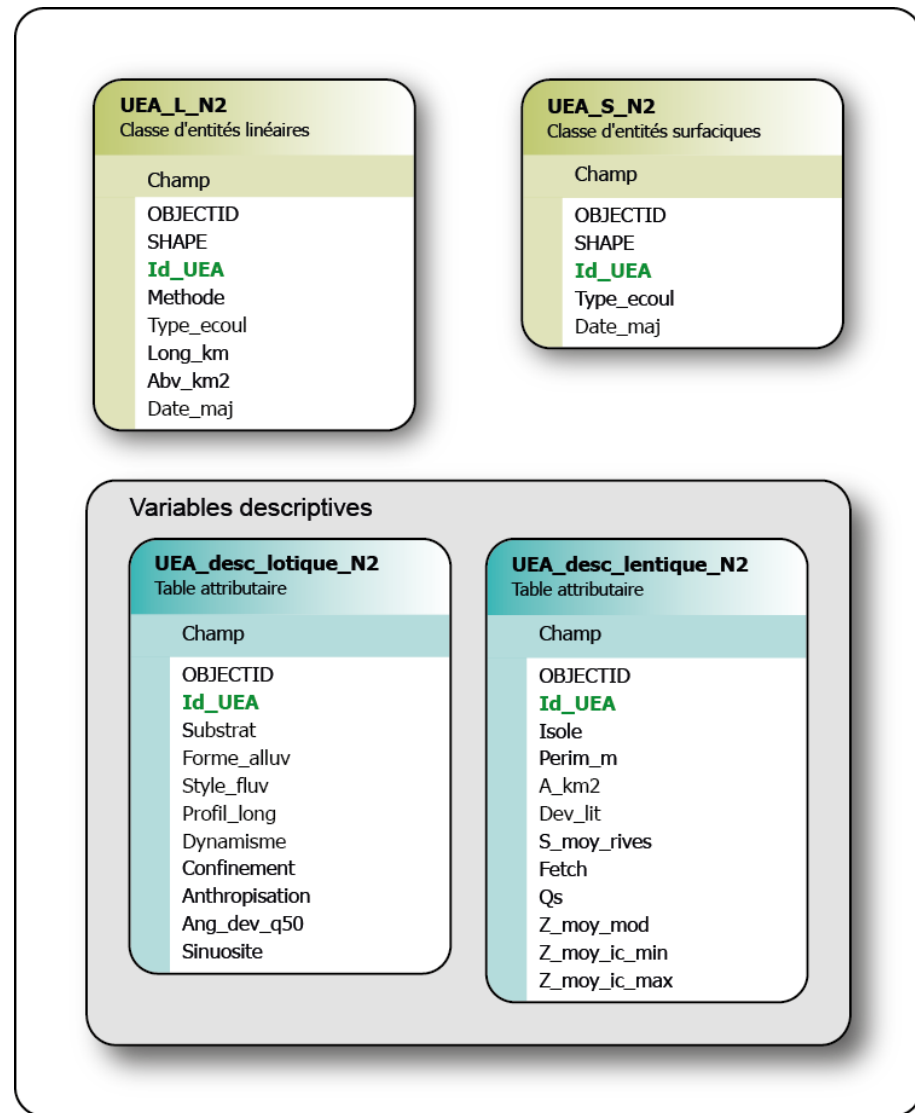 UEA_L_N2
Classe d'entités linéaires
Champ
OBJECTID
SHAPE
Id_UEA
Methode
Type_ecoul
Long_km
Abv_km2
Date_maj
UEA_S_N2
Classe d'entités surfaciques
Champ
OBJECTID
SHAPE
Id_UEA
Type_ecoul
Date_maj
Variables descriptives
UEA_desc_lotique_N2
Table attributaire
Champ
OBJECTID
Id_UEA
Substrat
Forme_alluv
Style_fluv
Profil_long
Dynamisme
Confinement
Anthropisation
Ang_dev_q50
Sinuosite
UEA_desc_lentique_N2
Table attributaire
Champ
OBJECTID
Id_UEA
Isole
Perim_m
A_km2
Dev_lit
S_moy_rives
Fetch
Qs
Z_moy_mod
Z_moy_ic_min
Z_moy_ic_max